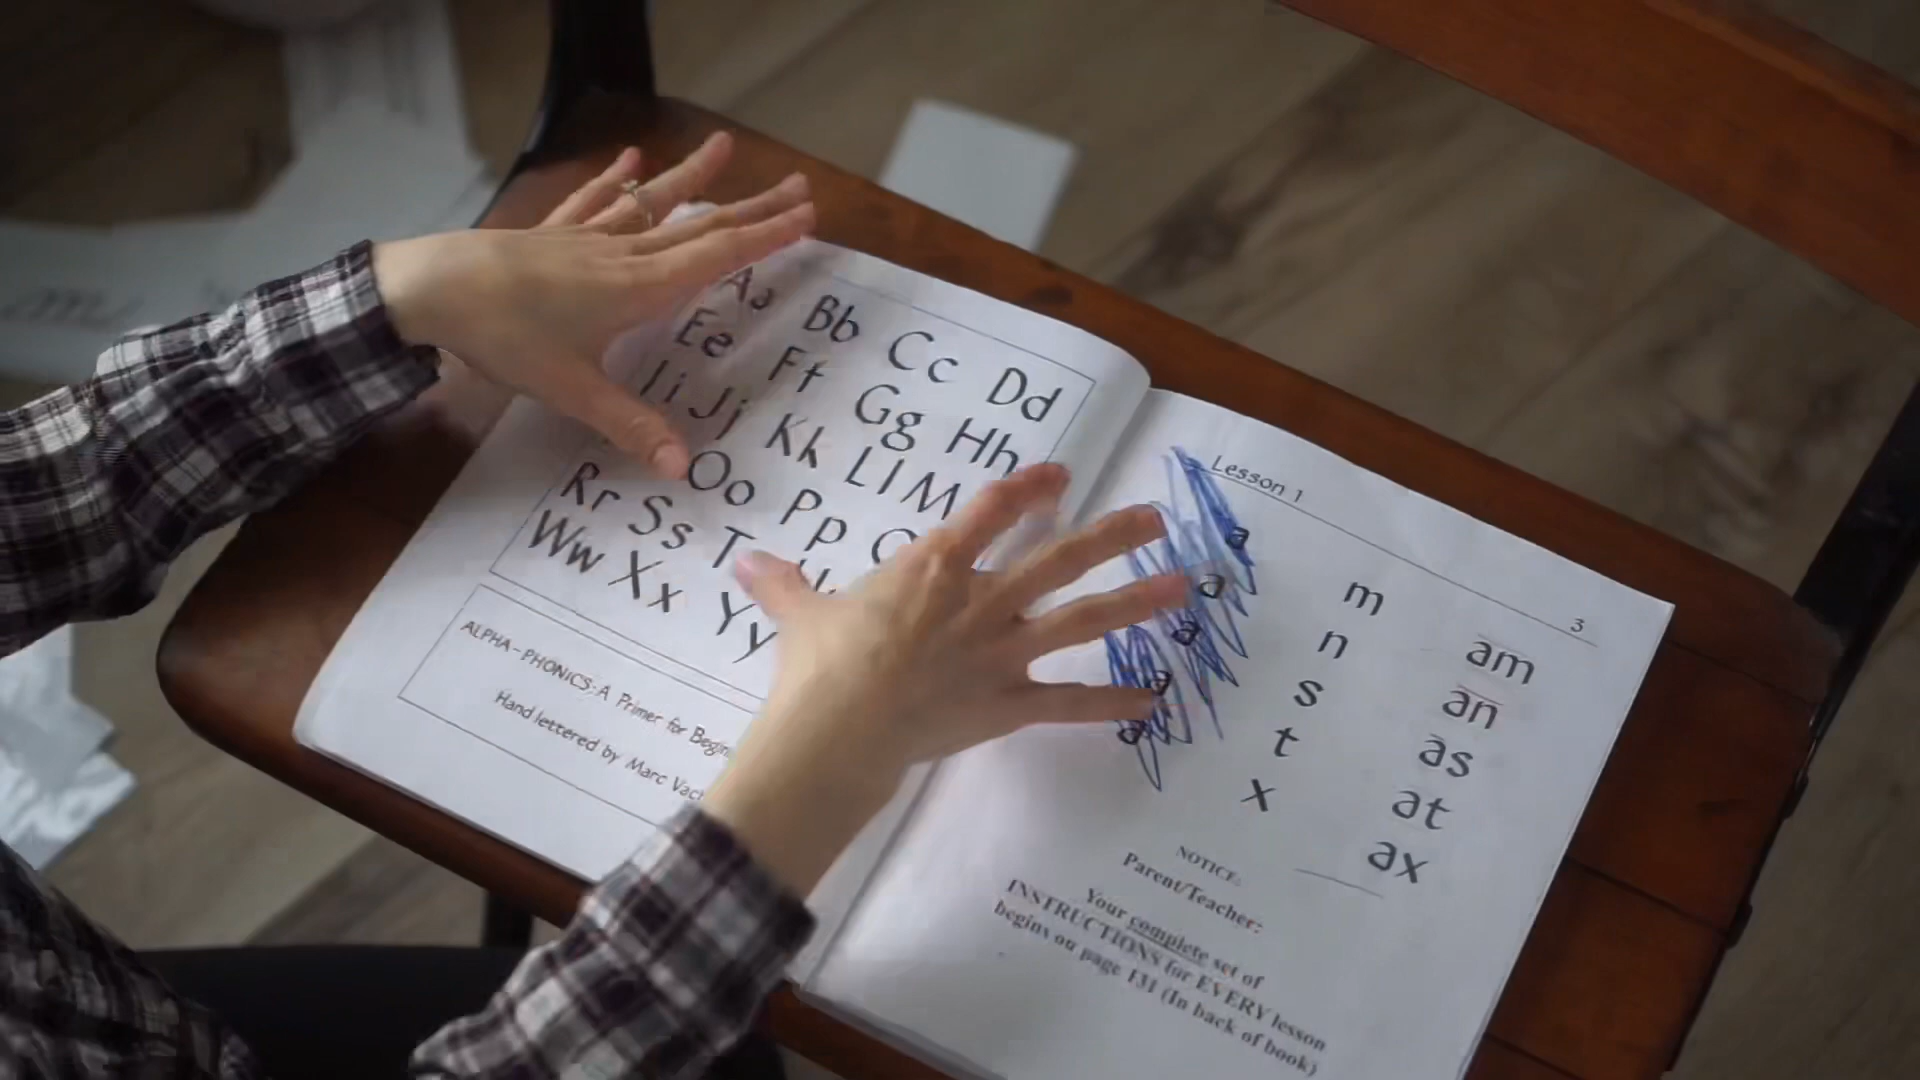 Aa Bb Cc Dd
Ee Ff Gg Hh
Ii Jj Kk Ll M
Oo Pp
Rr Ss T
Ww Xx Yy
ALPHA-PHONICS: A Primer for
Hand lettered by Marc
Lesson 1
3
a m am
a n an
a s as
a t at
a x ax
NOTICE:
Parent/Teacher:
Your complete set of
INSTRUCTIONS for EVERY lesson
begins on page 131 (In back of book)